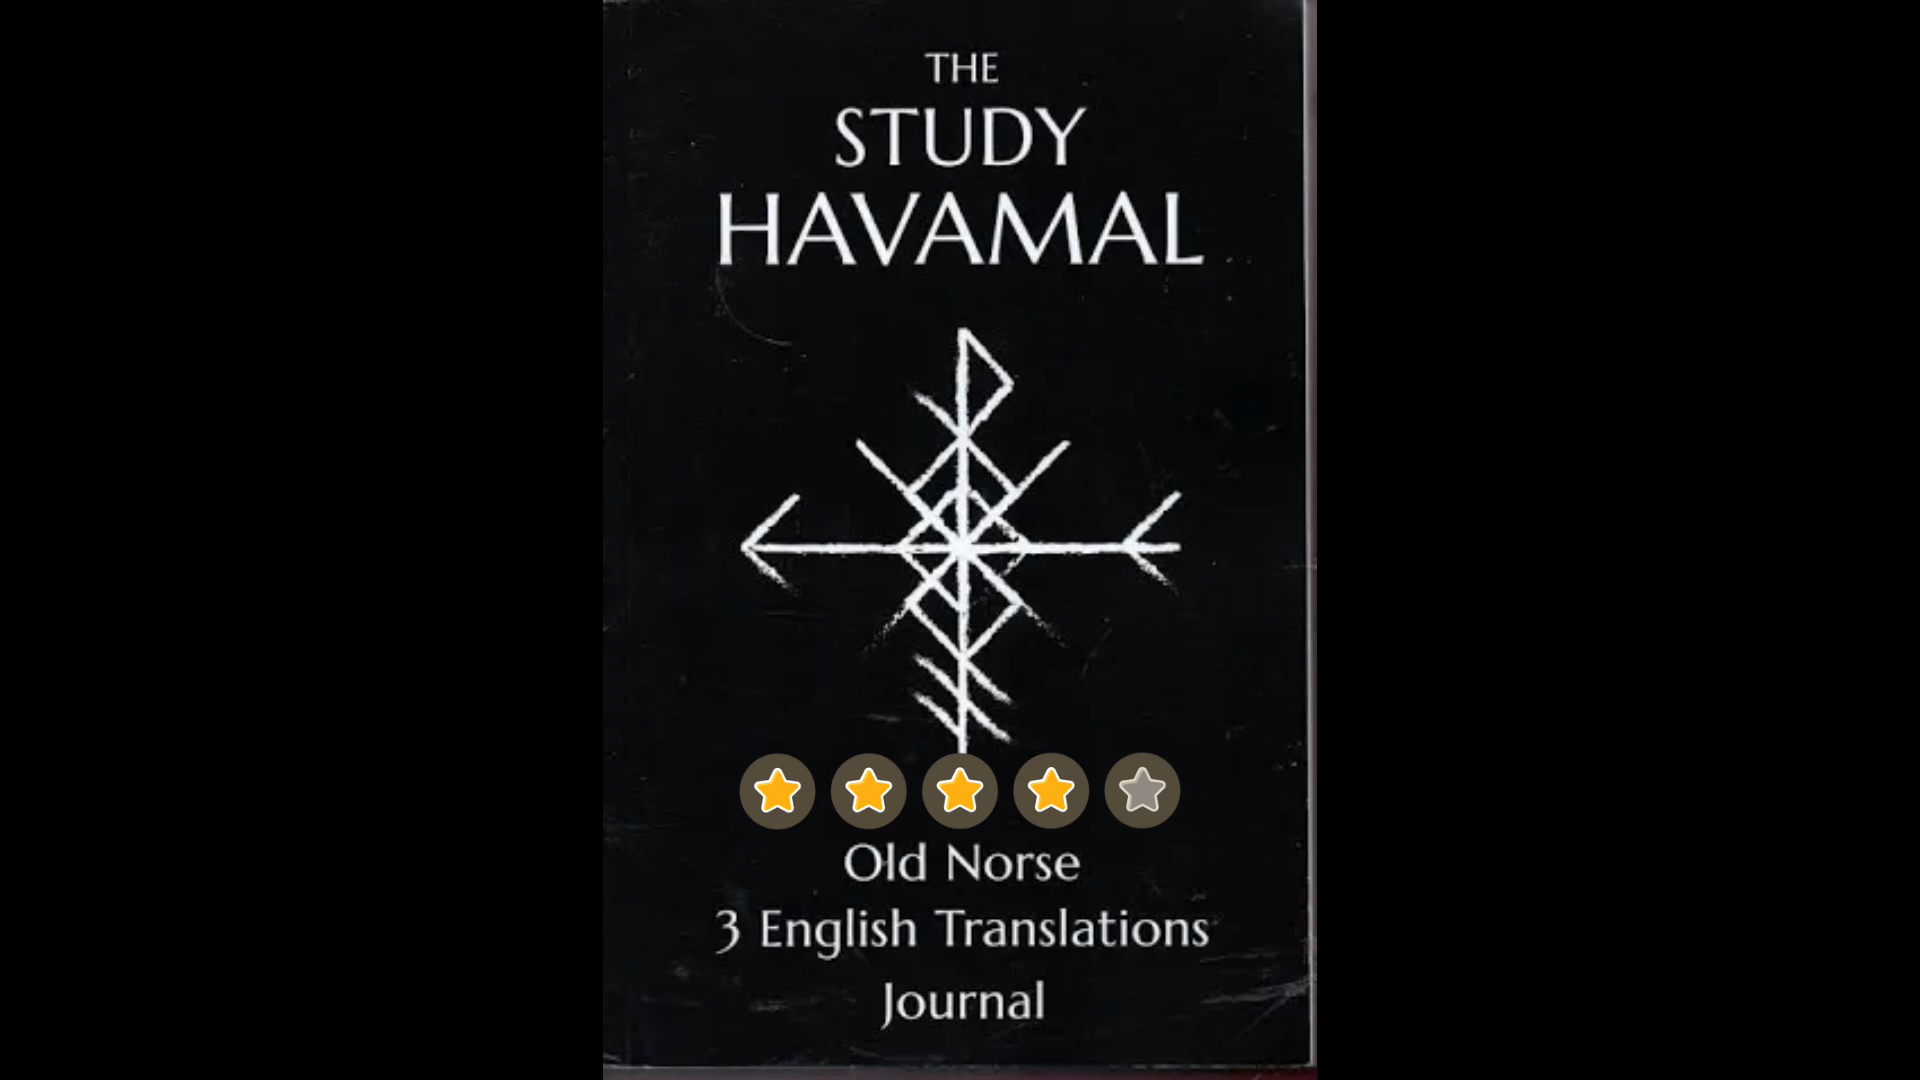 THE
STUDY
HAVAMAL
Old Norse
3 English Translations
Journal